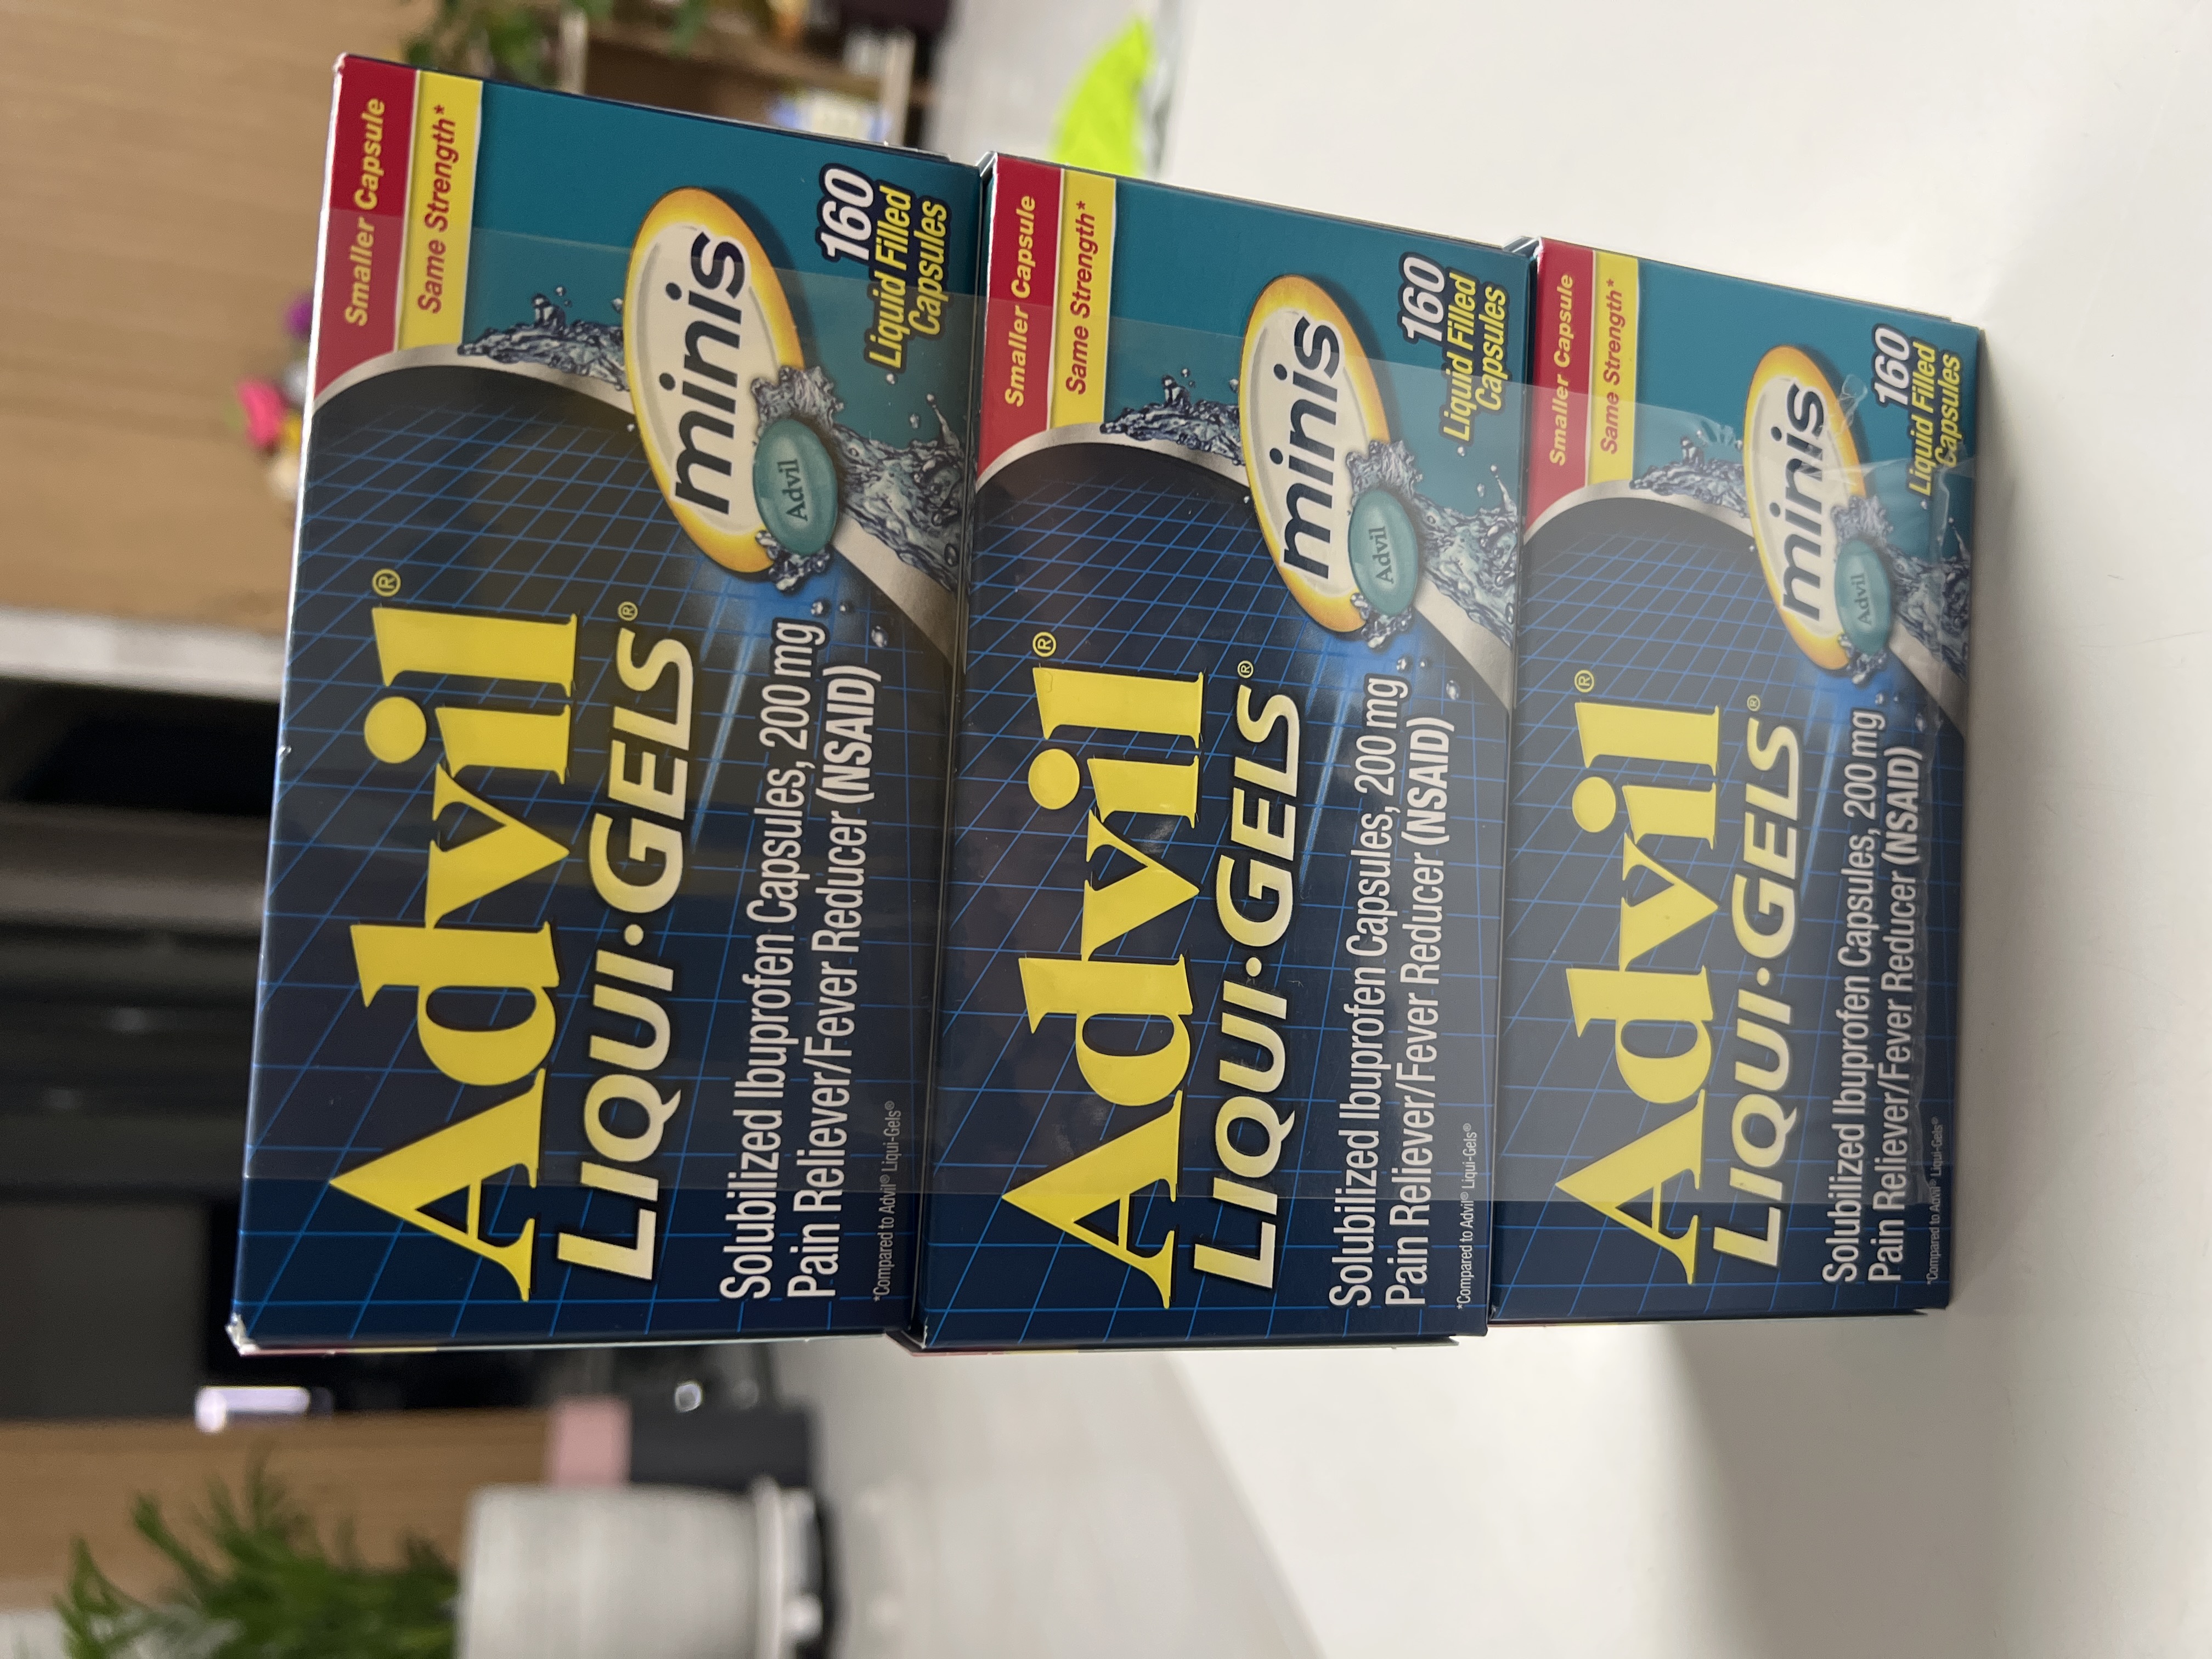 Smaller Capsule
Same Strength*
Advil®
LIQUI·GELS®
minis
Advil
Solubilized Ibuprofen Capsules, 200 mg
Pain Reliever/Fever Reducer (NSAID)
160
Liquid Filled
Capsules
*Compared to Advil® Liqui-Gels®
Smaller Capsule
Same Strength*
Advil®
LIQUI·GELS®
minis
Advil
Solubilized Ibuprofen Capsules, 200 mg
Pain Reliever/Fever Reducer (NSAID)
160
Liquid Filled
Capsules
*Compared to Advil® Liqui-Gels®
Smaller Capsule
Same Strength*
Advil®
LIQUI·GELS®
minis
Advil
Solubilized Ibuprofen Capsules, 200 mg
Pain Reliever/Fever Reducer (NSAID)
160
Liquid Filled
Capsules
*Compared to Advil® Liqui-Gels®